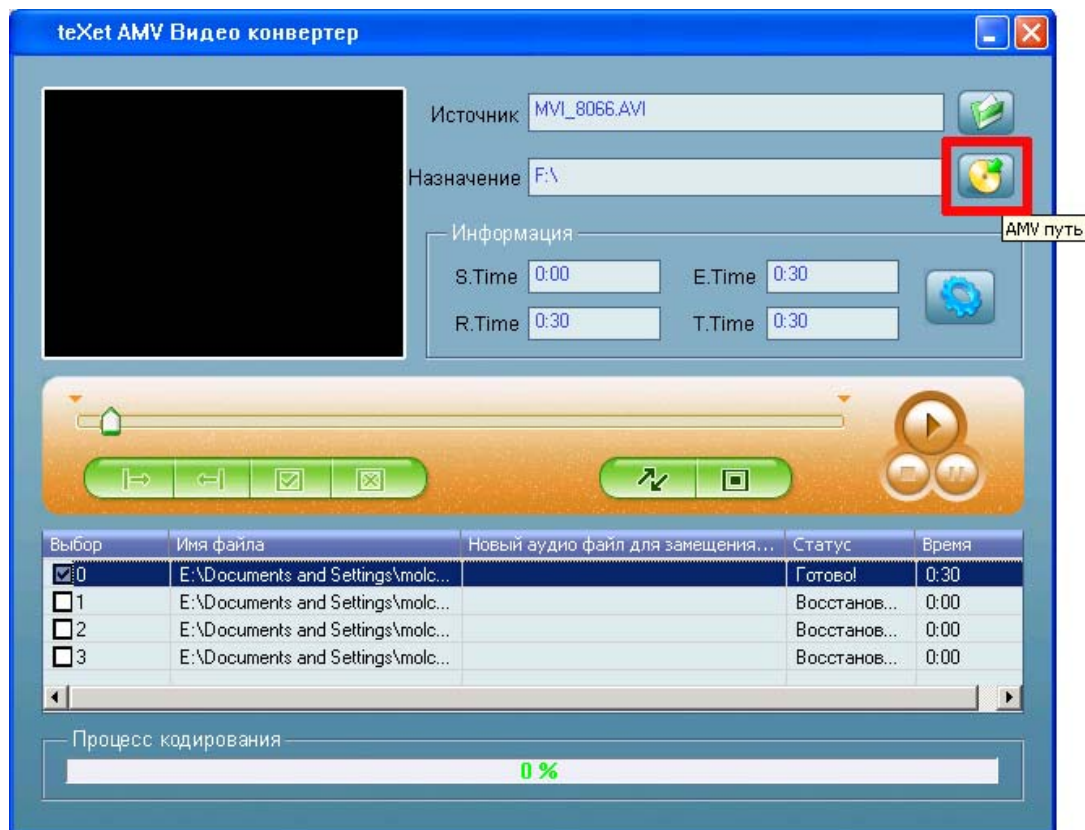 teXet AMV Видео конвертер
Источник MVI_8066.AVI
Назначение F:\
AMV путь
Информация
S.Time 0:00 E.Time 0:30
R.Time 0:30 T.Time 0:30
Выбор Имя файла Новый аудио файл для замещения... Статус Время
0 E:\Documents and Settings\molc... Готово! 0:30
1 E:\Documents and Settings\molc... Восстанов... 0:00
2 E:\Documents and Settings\molc... Восстанов... 0:00
3 E:\Documents and Settings\molc... Восстанов... 0:00
Процесс кодирования
0 %